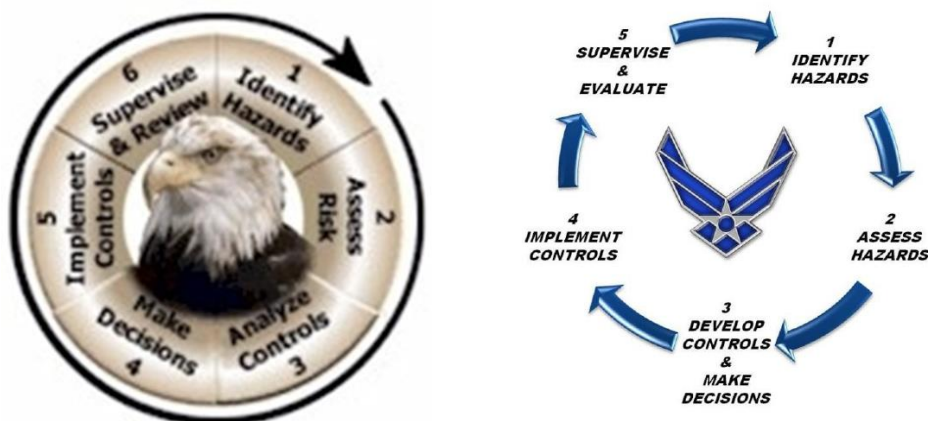 1
Identify
Hazards
2
Assess
Risk
3
Analyze
Controls
4
Make
Decisions
5
Implement
Controls
6
Supervise
& Review
1
IDENTIFY
HAZARDS
2
ASSESS
HAZARDS
3
DEVELOP
CONTROLS
&
MAKE
DECISIONS
4
IMPLEMENT
CONTROLS
5
SUPERVISE
&
EVALUATE